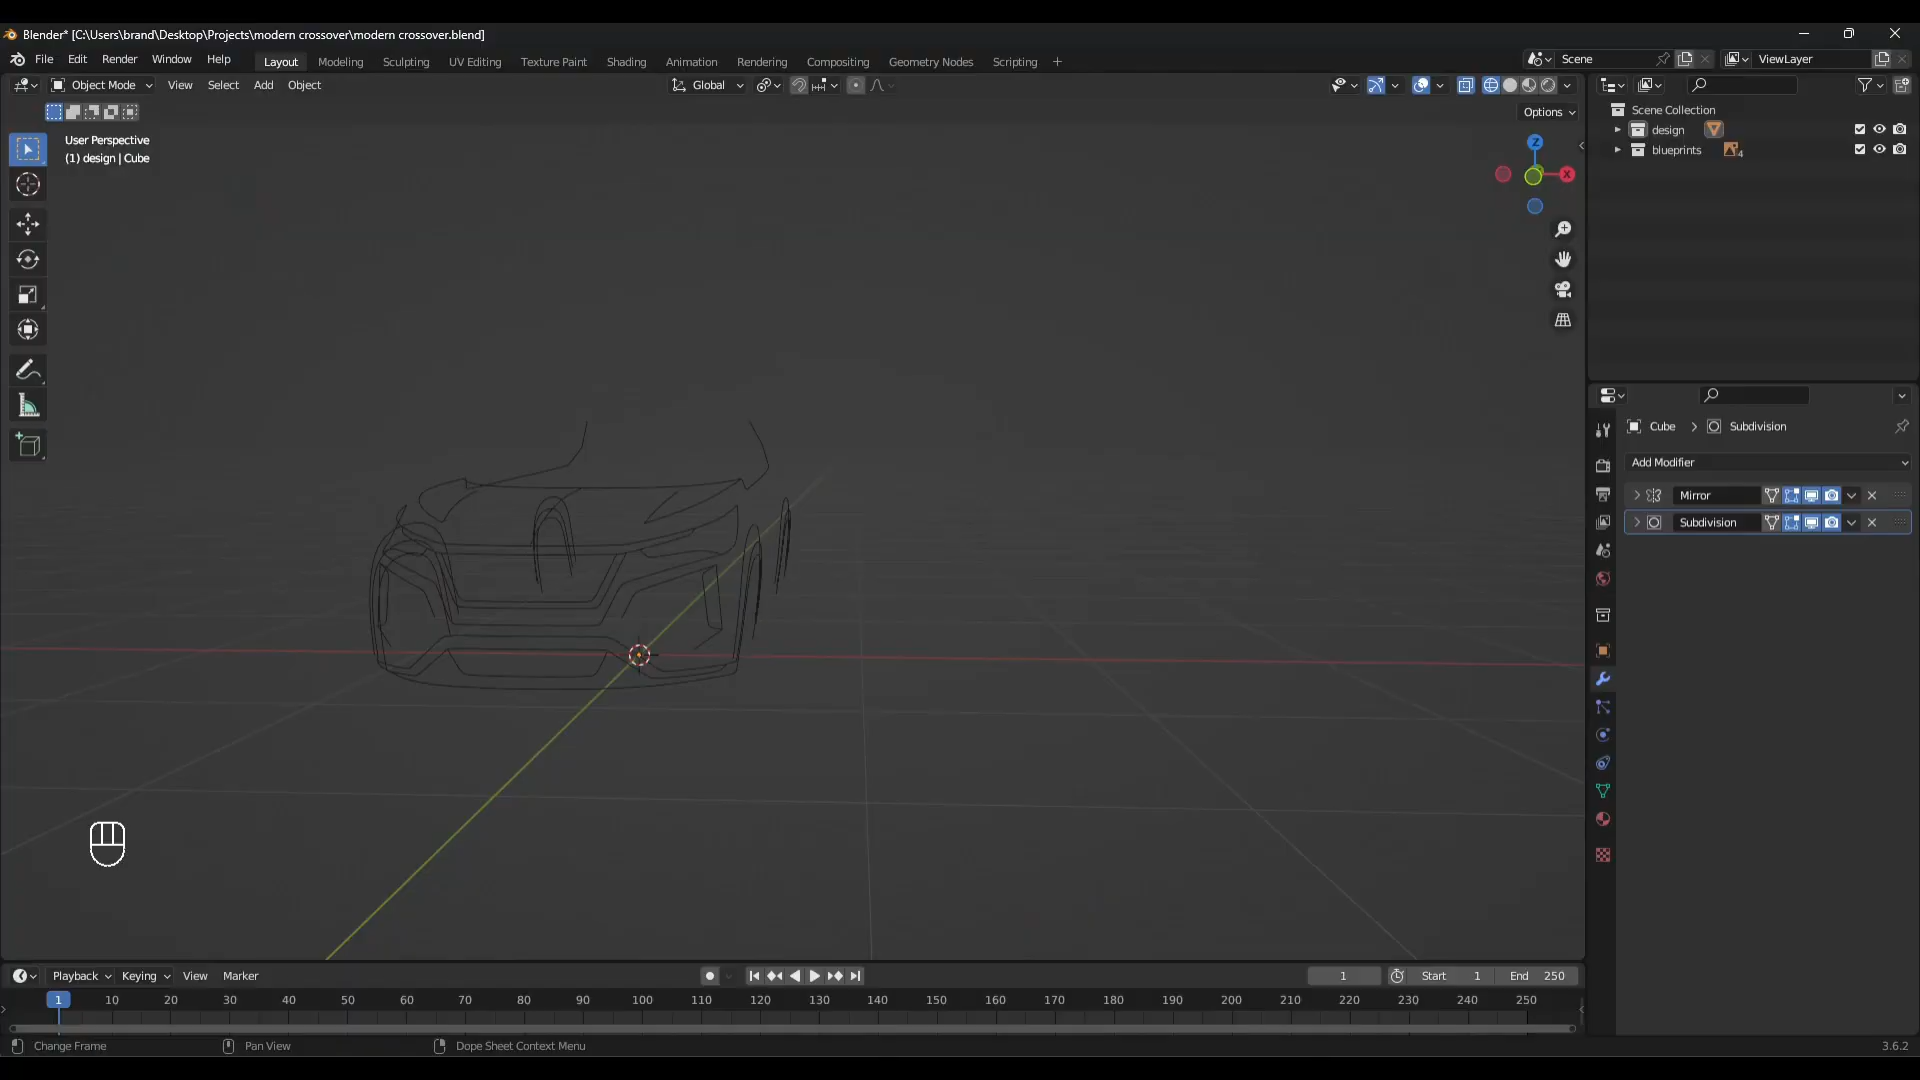 Blender* [C:\Users\brand\Desktop\Projects\modern crossover\modern crossover.blend]
File Edit Render Window Help Layout Modeling Sculpting UV Editing Texture Paint Shading Animation Rendering Compositing Geometry Nodes Scripting + Scene ViewLayer
Object Mode View Select Add Object Global
Options
User Perspective
(1) design | Cube
Z
X
Scene Collection
design
blueprints 4
Cube > Subdivision
Add Modifier
Mirror
Subdivision
Playback Keying View Marker 1 Start 1 End 250
1 10 20 30 40 50 60 70 80 90 100 110 120 130 140 150 160 170 180 190 200 210 220 230 240 250
Change Frame Pan View Dope Sheet Context Menu 3.6.2